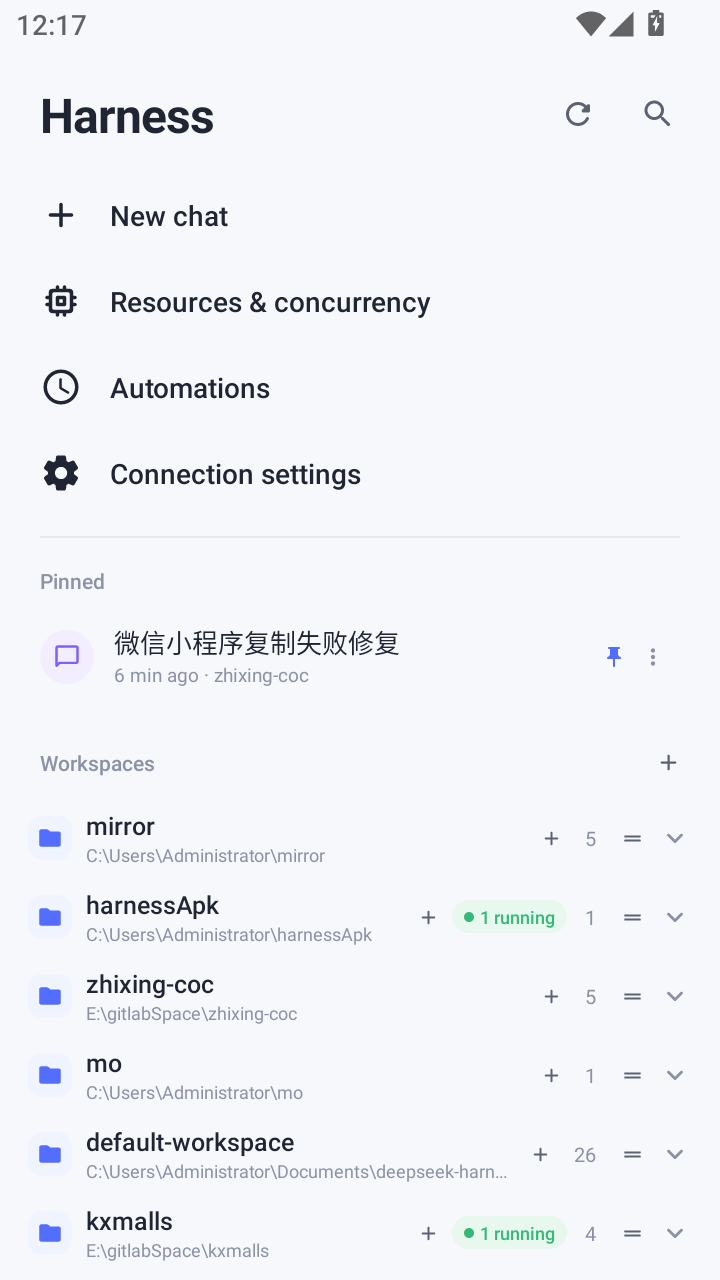 12:17
Harness
New chat
Resources & concurrency
Automations
Connection settings
Pinned
微信小程序复制失败修复
6 min ago · zhixing-coc
Workspaces
mirror
5
C:\Users\Administrator\mirror
harnessApk
1 running
1
C:\Users\Administrator\harnessApk
zhixing-coc
5
E:\gitlabSpace\zhixing-coc
mo
1
C:\Users\Administrator\mo
default-workspace
26
C:\Users\Administrator\Documents\deepseek-harn...
kxmalls
1 running
4
E:\gitlabSpace\kxmalls